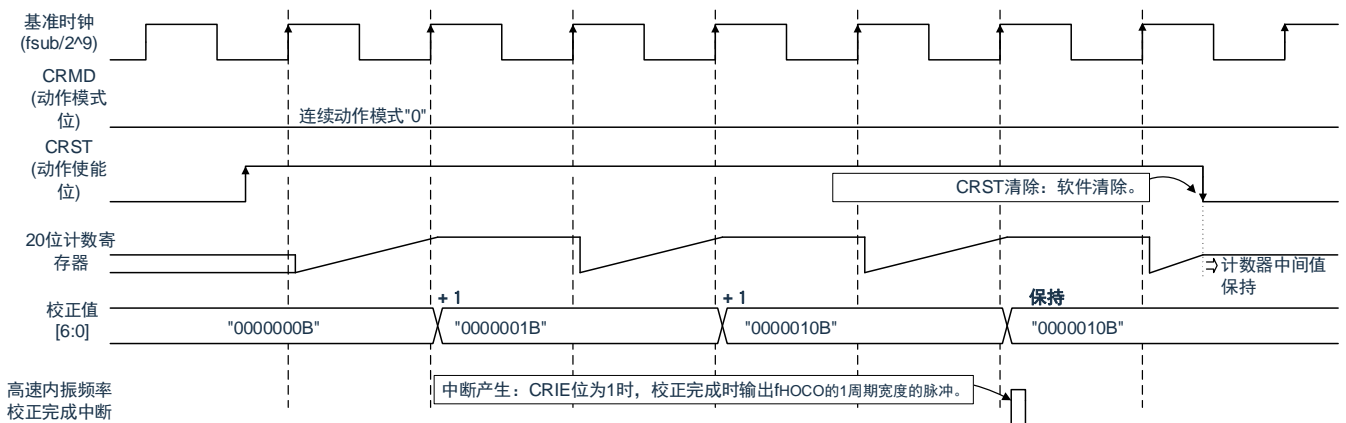 基准时钟
(fsub/2^9)
CRMD
(动作模式
位)
连续动作模式"0"
CRST
(动作使能
位)
CRST清除：软件清除。
20位计数寄
存器
⇒计数器中间值
保持
校正值
[6:0]
+ 1
+ 1
保持
"0000000B"
"0000001B"
"0000010B"
"0000010B"
高速内振频率
校正完成中断
中断产生：CRIE位为1时，校正完成时输出fHOCO的1周期宽度的脉冲。